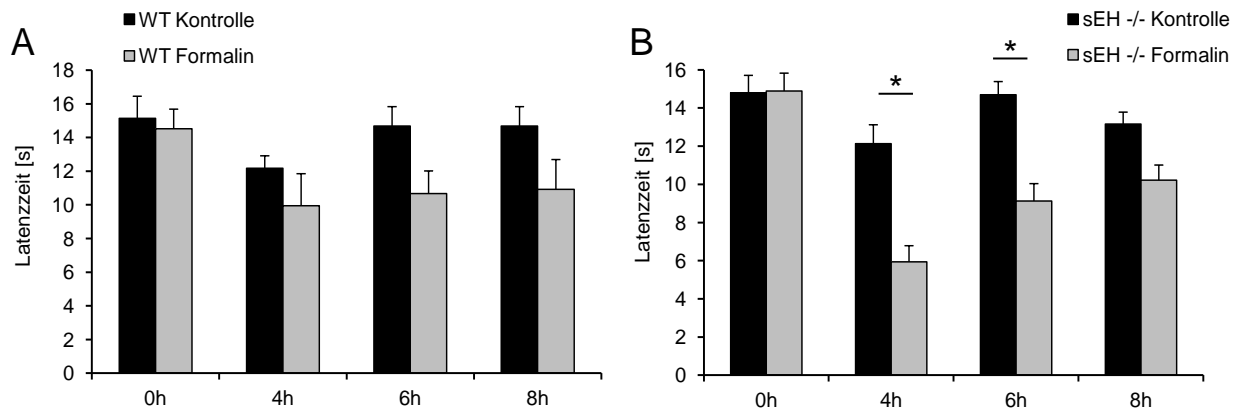 A
WT Kontrolle
WT Formalin
Latenzzeit [s]
18
16
14
12
10
8
6
4
2
0
0h 4h 6h 8h
B
sEH -/- Kontrolle
sEH -/- Formalin
* *
Latenzzeit [s]
16
14
12
10
8
6
4
2
0
0h 4h 6h 8h